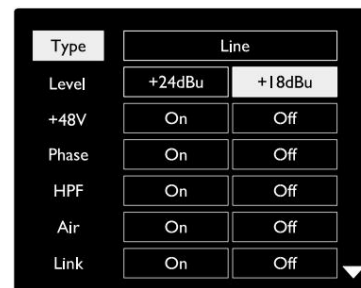 Type Line
Level +24dBu +18dBu
+48V On Off
Phase On Off
HPF On Off
Air On Off
Link On Off